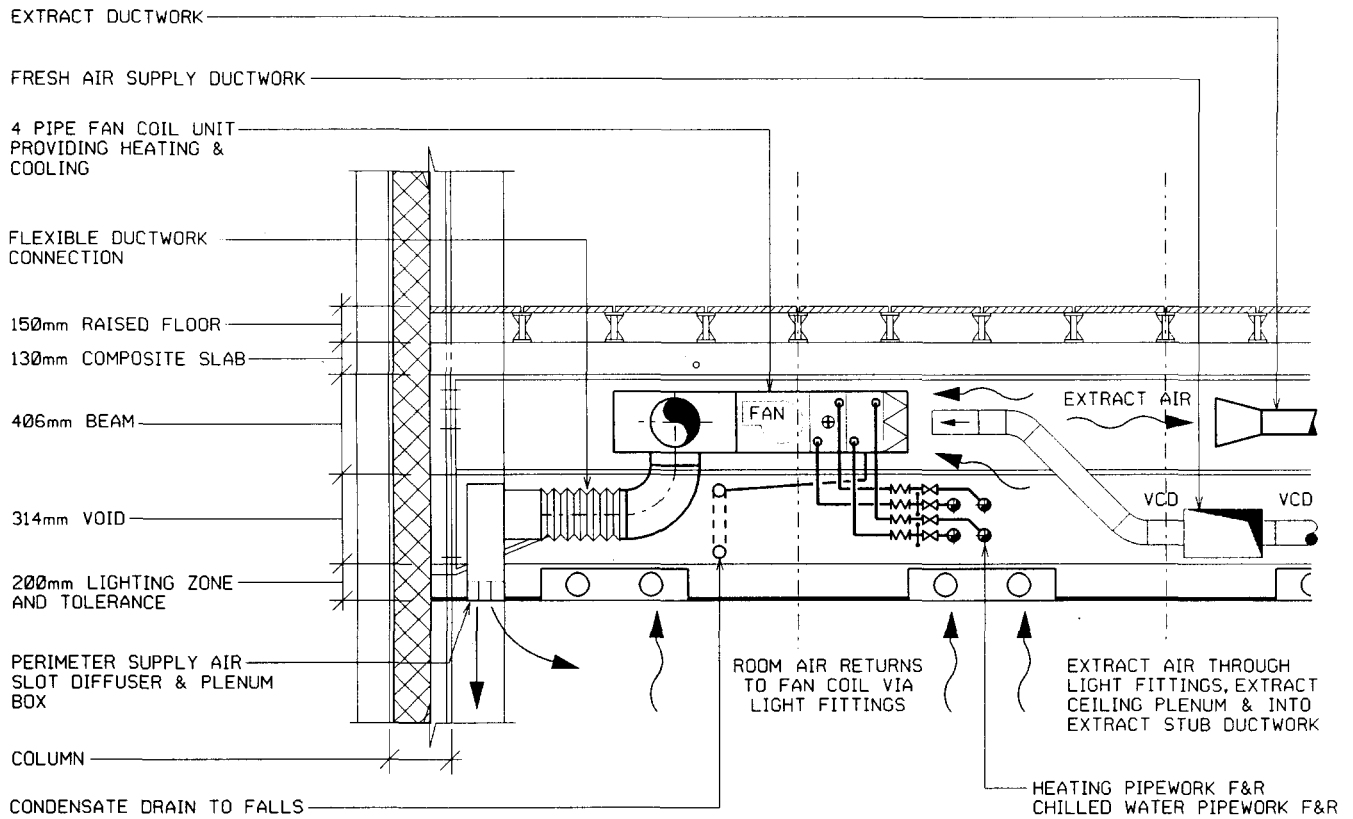 EXTRACT DUCTWORK
FRESH AIR SUPPLY DUCTWORK
4 PIPE FAN COIL UNIT
PROVIDING HEATING &
COOLING
FLEXIBLE DUCTWORK
CONNECTION
150mm RAISED FLOOR
130mm COMPOSITE SLAB
406mm BEAM
314mm VOID
200mm LIGHTING ZONE
AND TOLERANCE
PERIMETER SUPPLY AIR
SLOT DIFFUSER & PLENUM
BOX
COLUMN
CONDENSATE DRAIN TO FALLS
FAN
EXTRACT AIR
VCD
VCD
ROOM AIR RETURNS
TO FAN COIL VIA
LIGHT FITTINGS
EXTRACT AIR THROUGH
LIGHT FITTINGS, EXTRACT
CEILING PLENUM & INTO
EXTRACT STUB DUCTWORK
HEATING PIPEWORK F&R
CHILLED WATER PIPEWORK F&R